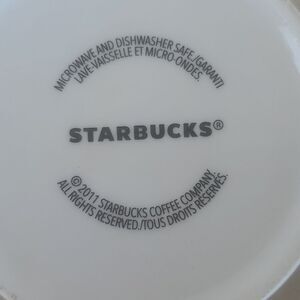 MICROWAVE AND DISHWASHER SAFE./GARANTI
LAVE-VAISSELLE ET MICRO-ONDES.
STARBUCKS®
© 2011 STARBUCKS COFFEE COMPANY.
ALL RIGHTS RESERVED./TOUS DROITS RESERVÉS.